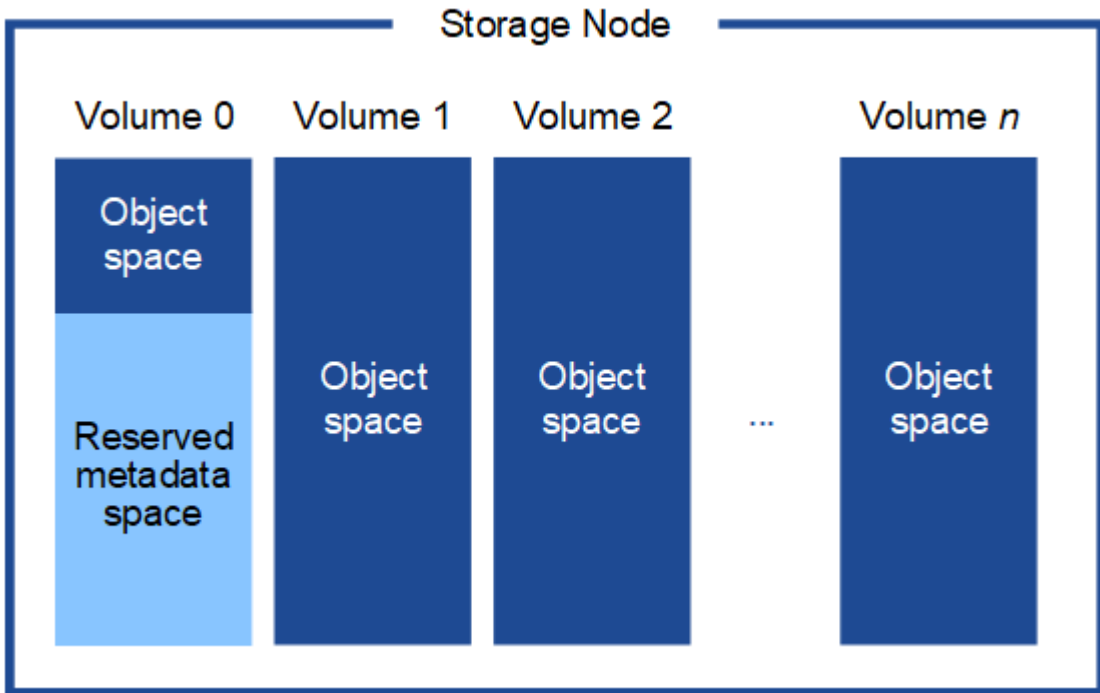 Storage Node
Volume 0
Volume 1
Volume 2
Volume n
Object
space
Reserved
metadata
space
Object
space
Object
space
...
Object
space